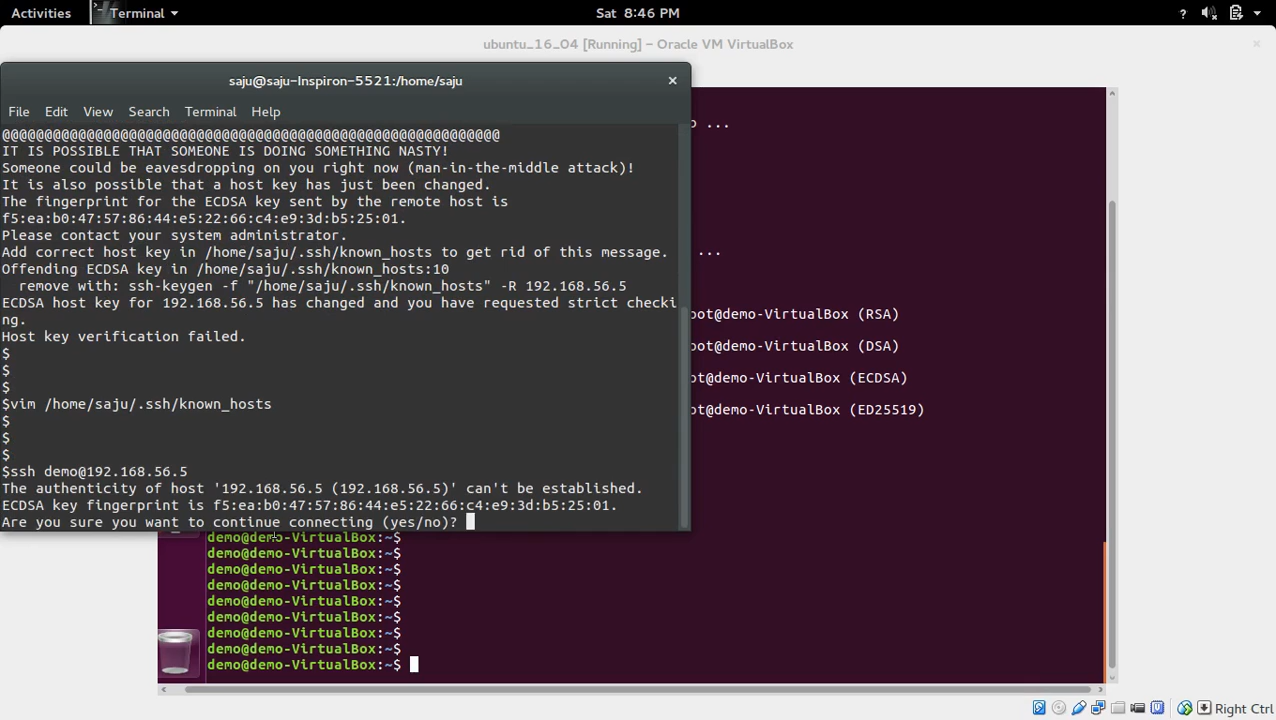 Activities
Terminal
Sat 8:46 PM
?
ubuntu_16_04 [Running] – Oracle VM VirtualBox
×
saju@saju-Inspiron-5521:/home/saju
×
File Edit View Search Terminal Help
@@@@@@@@@@@@@@@@@@@@@@@@@@@@@@@@@@@@@@@@@@@@@@@@@@@@@@@@@@@
IT IS POSSIBLE THAT SOMEONE IS DOING SOMETHING NASTY!
Someone could be eavesdropping on you right now (man-in-the-middle attack)!
It is also possible that a host key has just been changed.
The fingerprint for the ECDSA key sent by the remote host is
f5:ea:b0:47:57:86:44:e5:22:66:c4:e9:3d:b5:25:01.
Please contact your system administrator.
Add correct host key in /home/saju/.ssh/known_hosts to get rid of this message.
Offending ECDSA key in /home/saju/.ssh/known_hosts:10
  remove with: ssh-keygen -f "/home/saju/.ssh/known_hosts" -R 192.168.56.5
ECDSA host key for 192.168.56.5 has changed and you have requested strict checki
ng.
Host key verification failed.
$
$
$
$vim /home/saju/.ssh/known_hosts
$
$
$
$ssh demo@192.168.56.5
The authenticity of host '192.168.56.5 (192.168.56.5)' can't be established.
ECDSA key fingerprint is f5:ea:b0:47:57:86:44:e5:22:66:c4:e9:3d:b5:25:01.
Are you sure you want to continue connecting (yes/no)?
o ...
...
ot@demo-VirtualBox (RSA)
ot@demo-VirtualBox (DSA)
ot@demo-VirtualBox (ECDSA)
ot@demo-VirtualBox (ED25519)
demo@demo-VirtualBox:~$
demo@demo-VirtualBox:~$
demo@demo-VirtualBox:~$
demo@demo-VirtualBox:~$
demo@demo-VirtualBox:~$
demo@demo-VirtualBox:~$
demo@demo-VirtualBox:~$
demo@demo-VirtualBox:~$
demo@demo-VirtualBox:~$
Right Ctrl